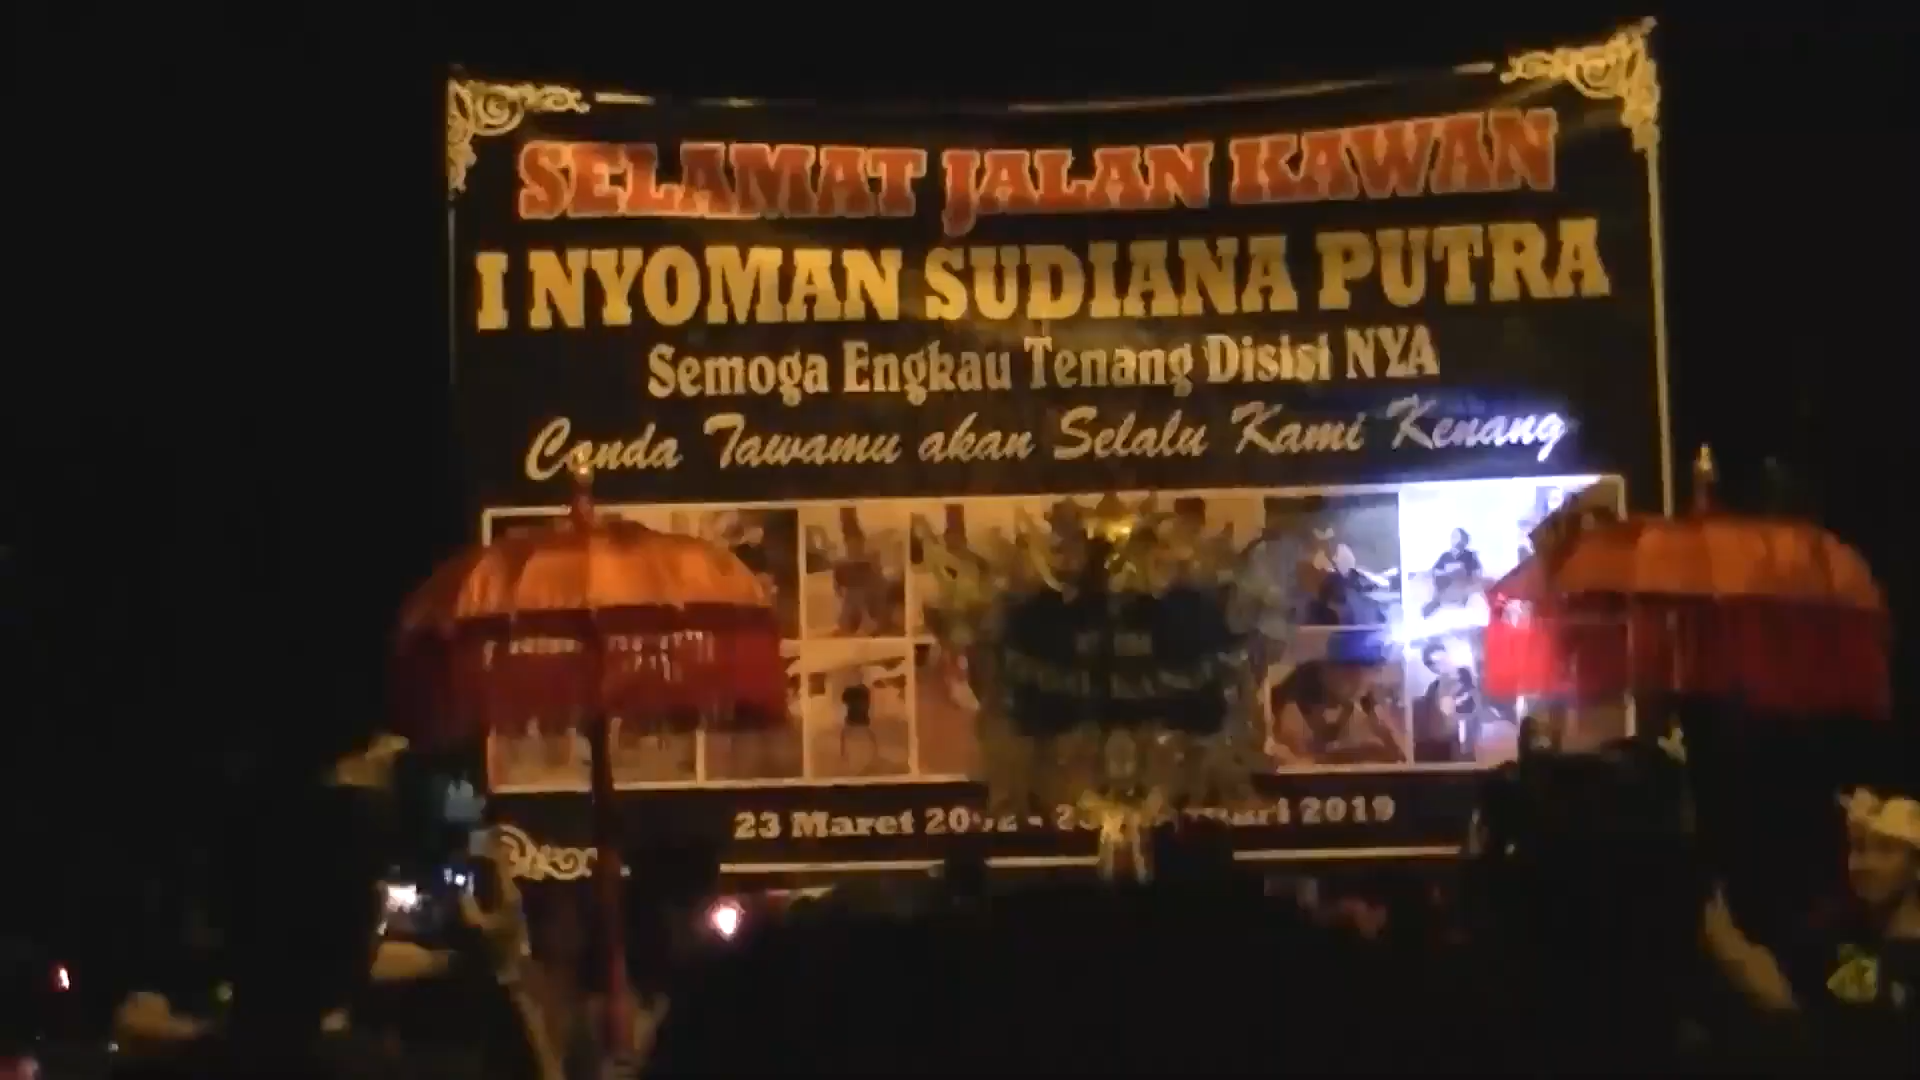 SELAMAT JALAN KAWAN
I NYOMAN SUDIANA PUTRA
Semoga Engkau Tenang Disisi NYA
Canda Tawamu akan Selalu Kami Kenang
23 Maret - 2019